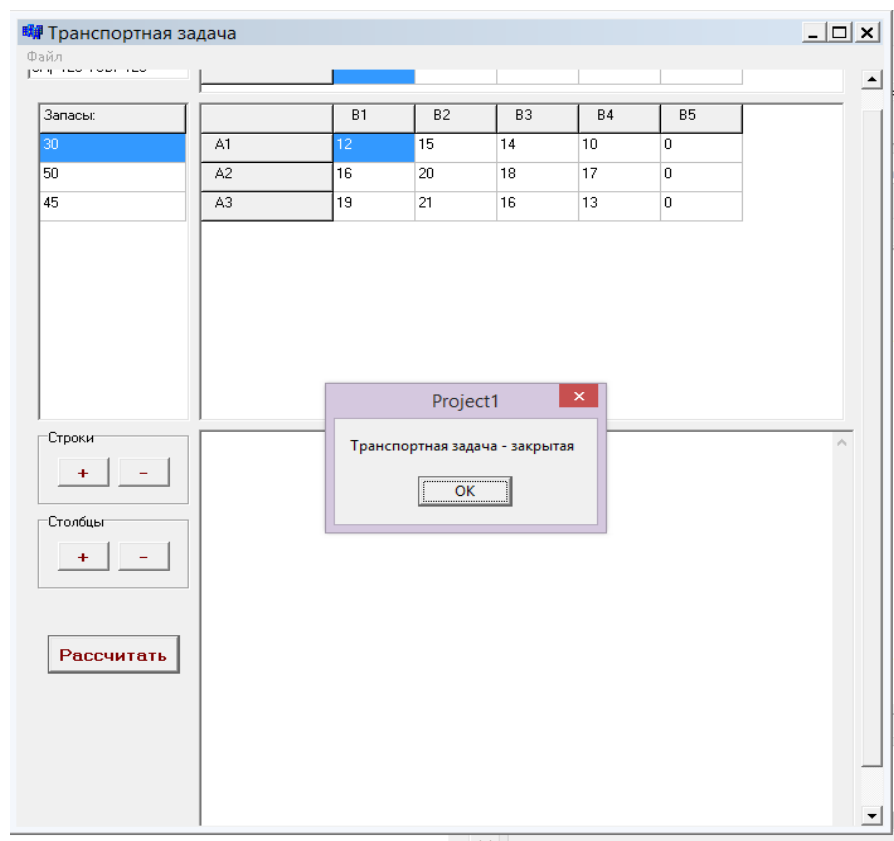 Транспортная задача
Файл
Запасы: B1 B2 B3 B4 B5
30 A1 12 15 14 10 0
50 A2 16 20 18 17 0
45 A3 19 21 16 13 0
Project1
Транспортная задача - закрытая
OK
Строки
+ -
Столбцы
+ -
Рассчитать